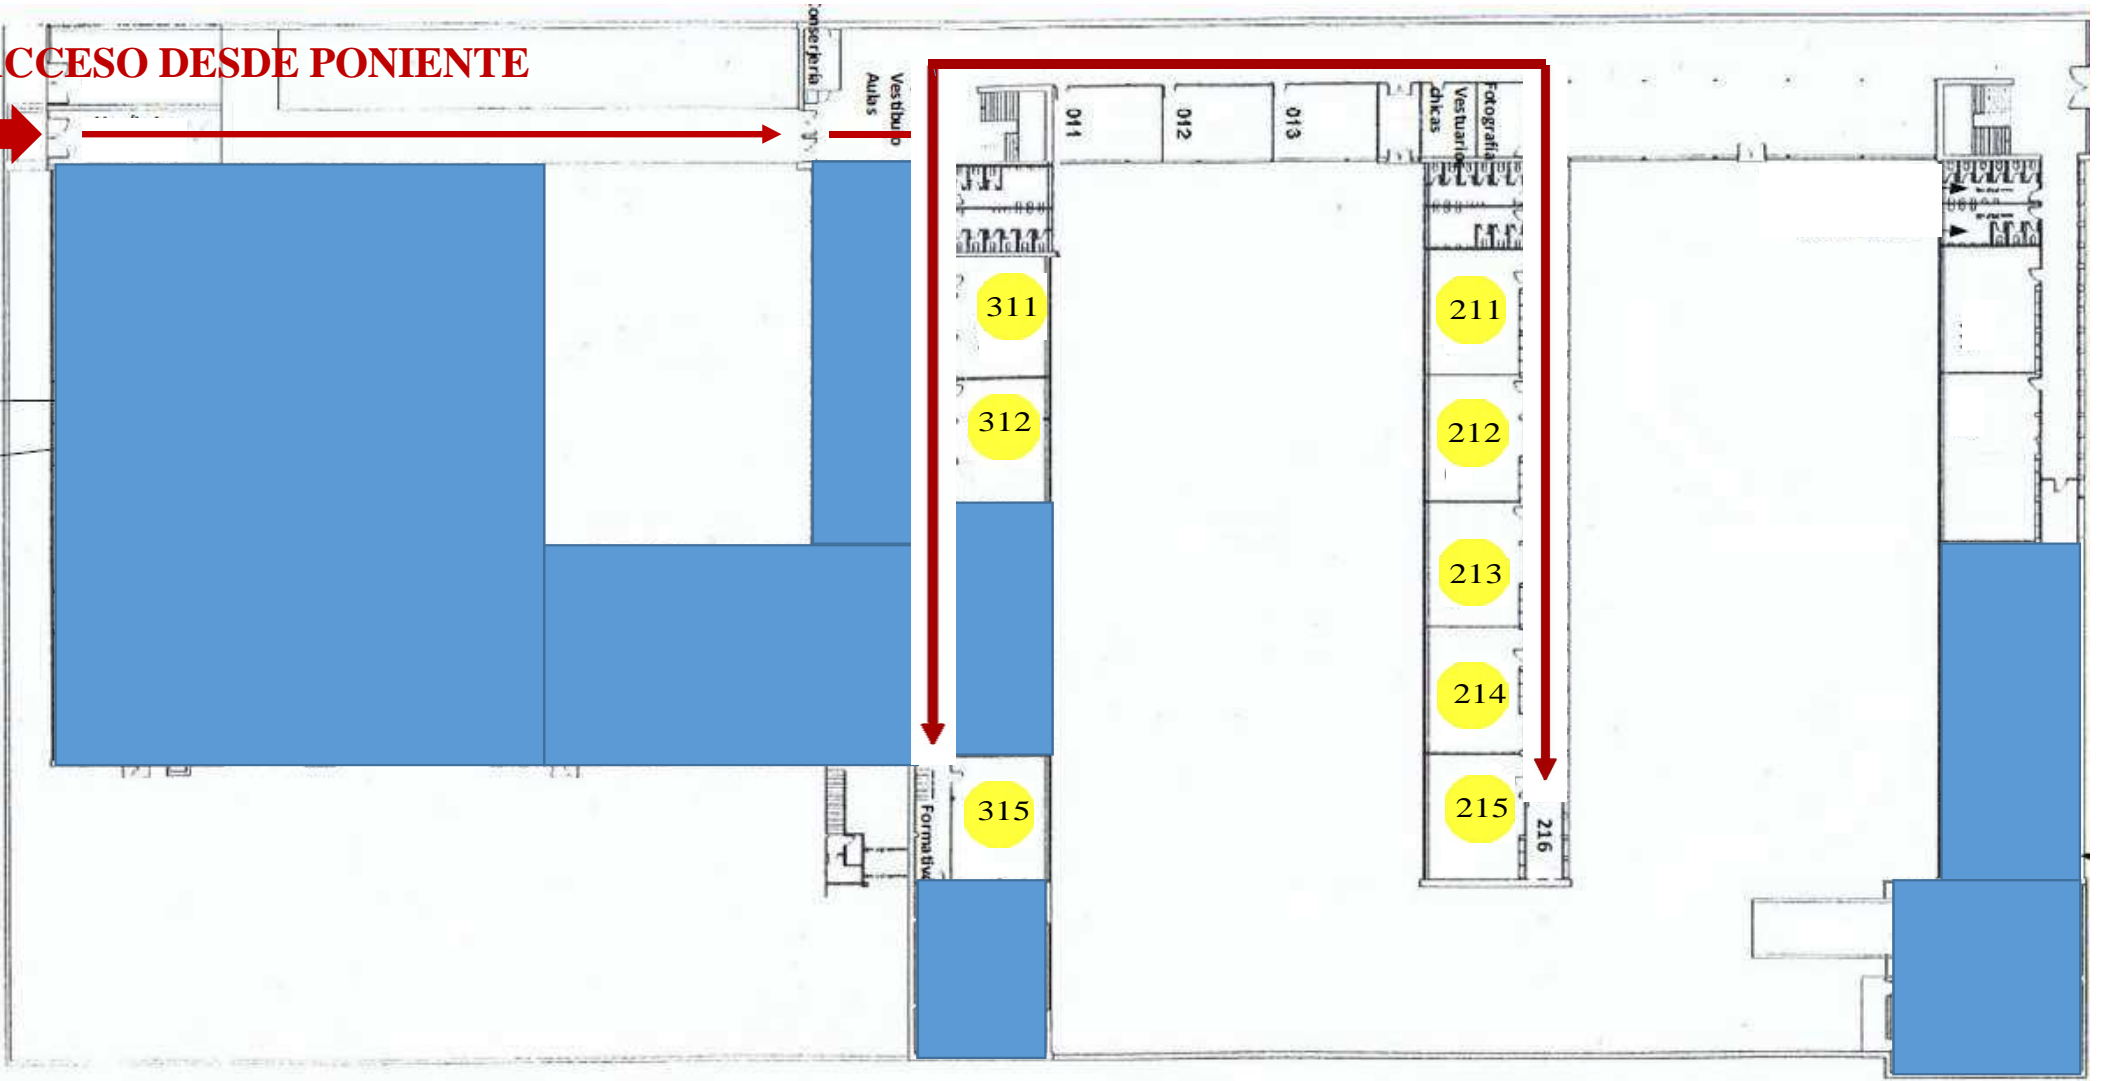 CCESO DESDE PONIENTE
onserjería
Vestíbulo
Aulas
011
012
013
chicas
Vestuario
Fotografía
311
211
312
212
213
214
315
215
216
Formativ